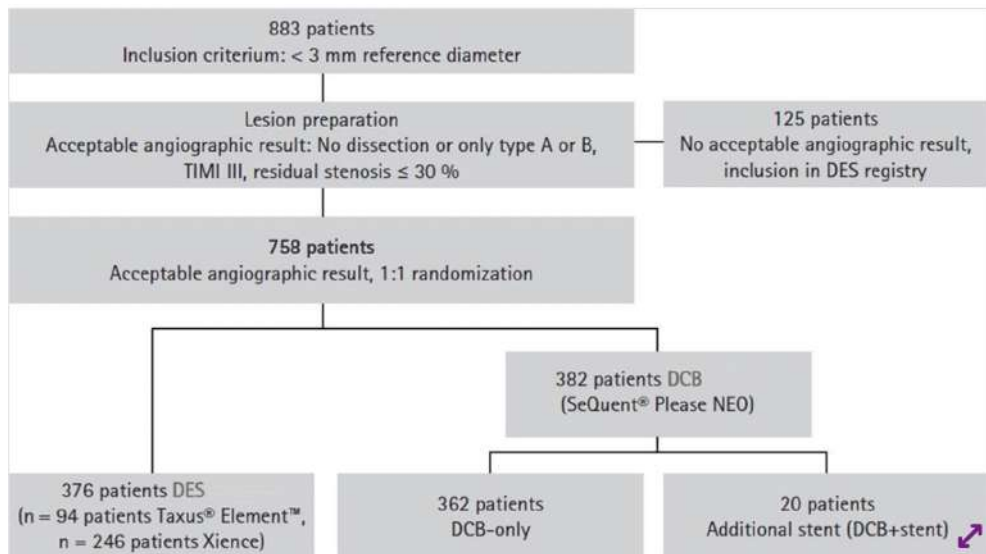 883 patients
Inclusion criterium: < 3 mm reference diameter
Lesion preparation
Acceptable angiographic result: No dissection or only type A or B,
TIMI III, residual stenosis ≤ 30 %
125 patients
No acceptable angiographic result,
inclusion in DES registry
758 patients
Acceptable angiographic result, 1:1 randomization
382 patients DCB
(SeQuent® Please NEO)
376 patients DES
(n = 94 patients Taxus® Element™,
n = 246 patients Xience)
362 patients
DCB-only
20 patients
Additional stent (DCB+stent)